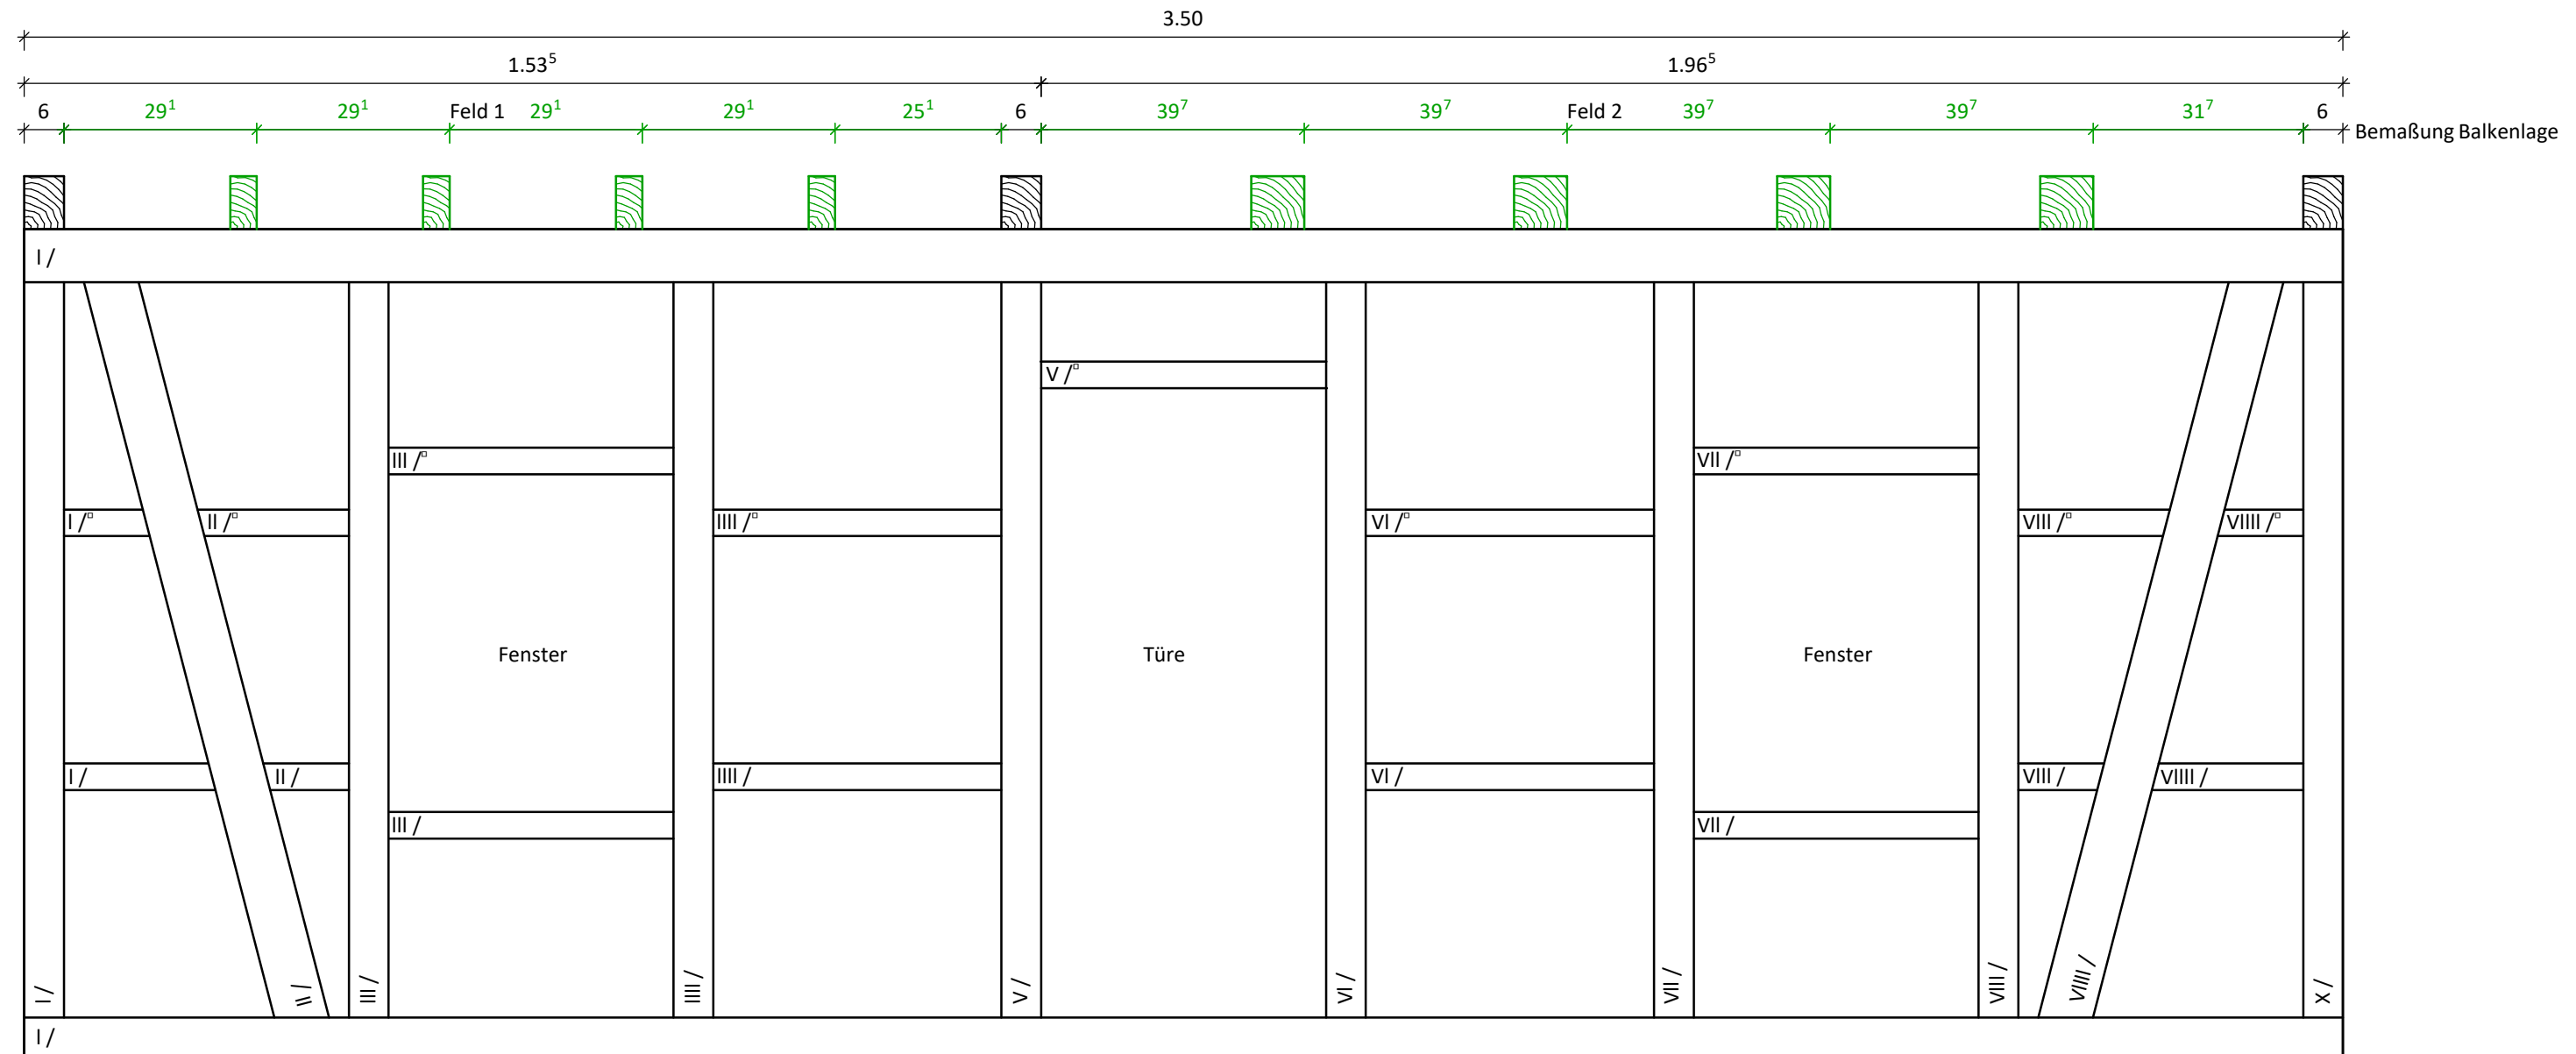 3.50
1.53⁵ 1.96⁵
6 29¹ 29¹ Feld 1 29¹ 29¹ 25¹ 6 39⁷ 39⁷ Feld 2 39⁷ 39⁷ 31⁷ 6
Bemaßung Balkenlage
I /
V /▫
III /▫ VII /▫
I /▫ II /▫ IIII /▫ VI /▫ VIII /▫ VIIII /▫
Fenster Türe Fenster
I / II / IIII / VI / VIII / VIIII /
III / VII /
I / II / III / IIII / V / VI / VII / VIII / VIIII / X /
I /